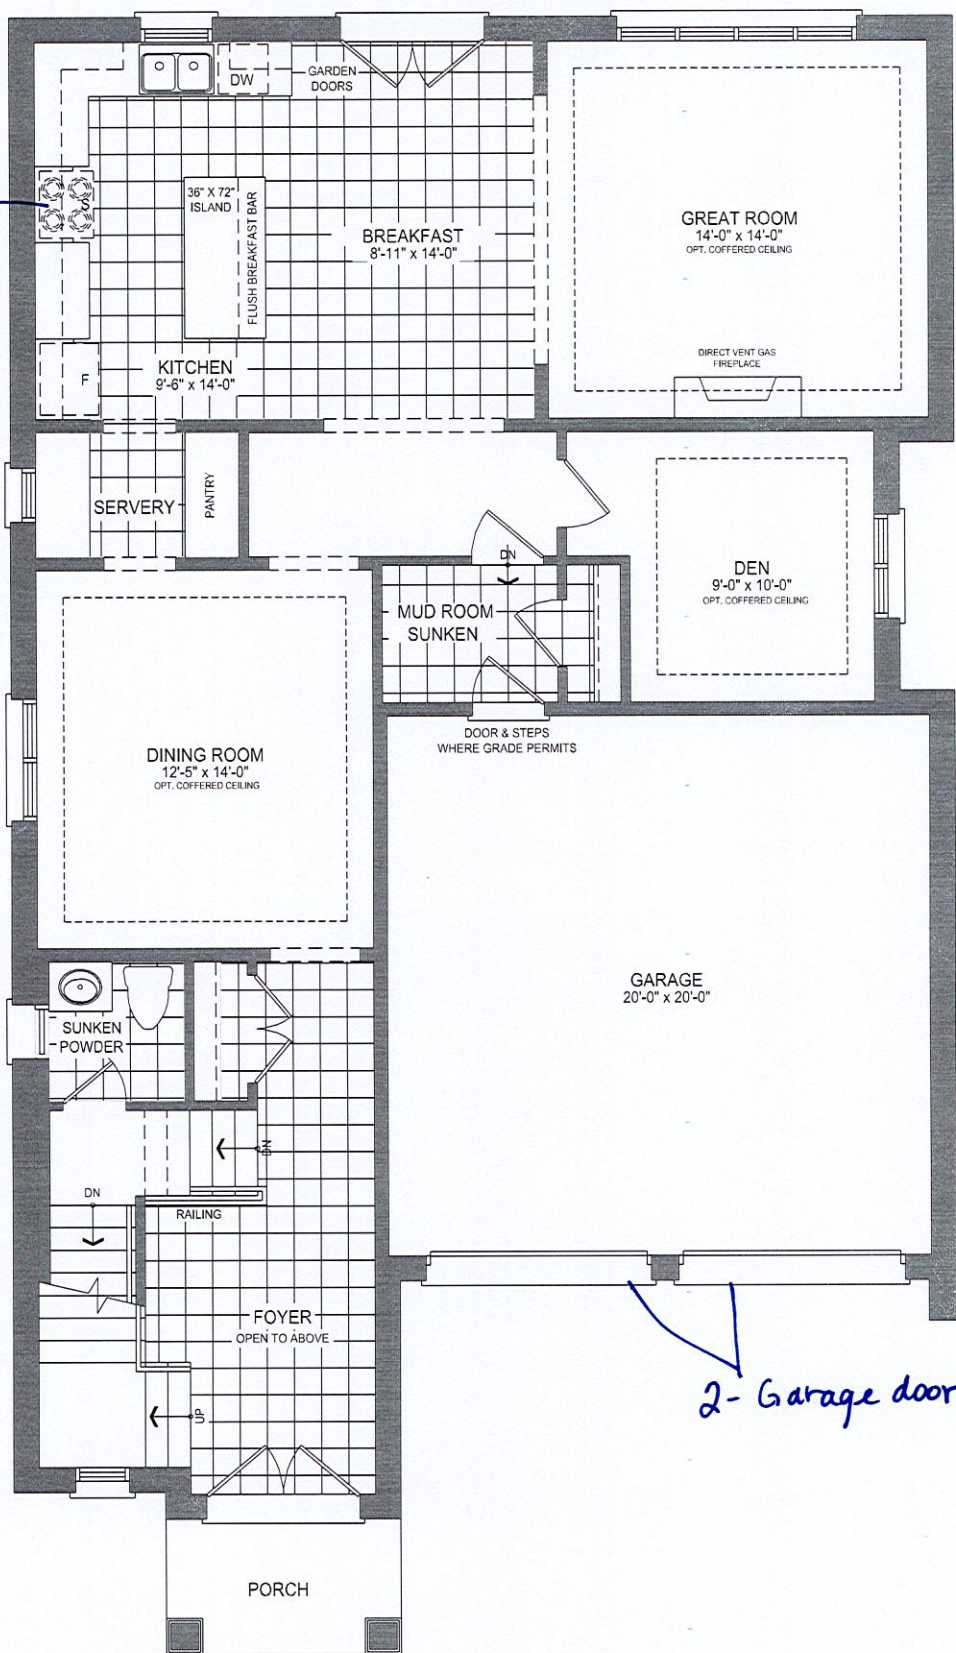 DW
GARDEN
DOORS
S
36" X 72"
ISLAND
FLUSH BREAKFAST BAR
BREAKFAST
8'-11" x 14'-0"
GREAT ROOM
14'-0" x 14'-0"
OPT. COFFERED CEILING
DIRECT VENT GAS
FIREPLACE
F
KITCHEN
9'-6" x 14'-0"
SERVERY
PANTRY
DN
DEN
9'-0" x 10'-0"
OPT. COFFERED CEILING
MUD ROOM
SUNKEN
DOOR & STEPS
WHERE GRADE PERMITS
DINING ROOM
12'-5" x 14'-0"
OPT. COFFERED CEILING
GARAGE
20'-0" x 20'-0"
SUNKEN
POWDER
DN
DN
RAILING
FOYER
OPEN TO ABOVE
UP
2- Garage door
PORCH